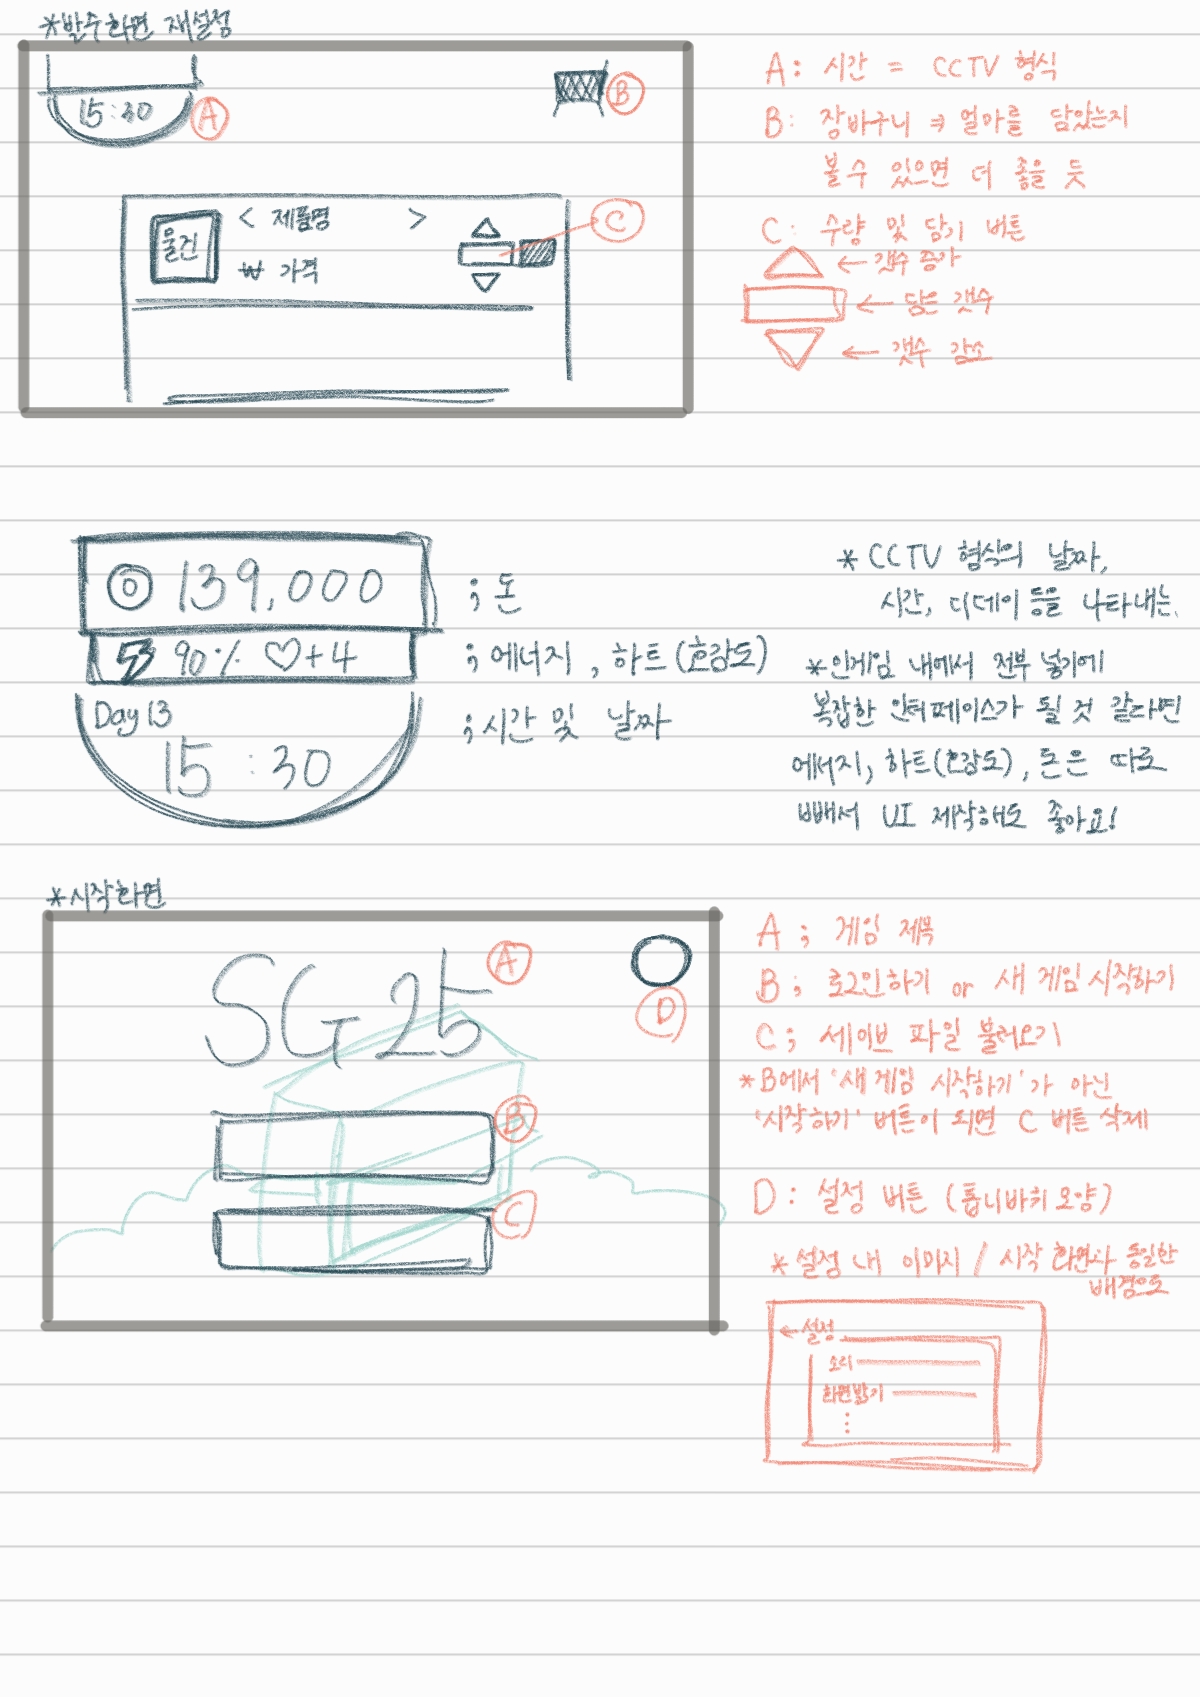 *발주화면 재설정
15:30
A
B
물건
< 제품명 >
₩ 가격
C
A: 시간 = CCTV 형식
B: 장바구니 ⇒ 얼마를 담았는지
볼 수 있으면 더 좋을 듯
C: 수량 및 담기 버튼
← 갯수 증가
← 담은 갯수
← 갯수 감소
139,000
; 돈
90% ♡+4
; 에너지, 하트(호감도)
Day 13
15 : 30
; 시간 및 날짜
* CCTV 형식의 날짜,
시간, 디데이 등을 나타내는.
*인게임 내에서 전부 넣기에
복잡한 인터페이스가 될 것 같다면
에너지, 하트(호감도), 돈은 따로
빼서 UI 제작해도 좋아요!
*시작화면
SG25
A
D
B
C
A ; 게임 제목
B ; 로그인하기 or 새 게임 시작하기
C ; 세이브 파일 불러오기
*B에서 '새 게임 시작하기'가 아닌
'시작하기' 버튼이 되면 C 버튼 삭제
D : 설정 버튼 (톱니바퀴 모양)
* 설정 내 이미지 / 시작 화면과 동일한
배경으로
← 설정
소리
화면밝기
⋮